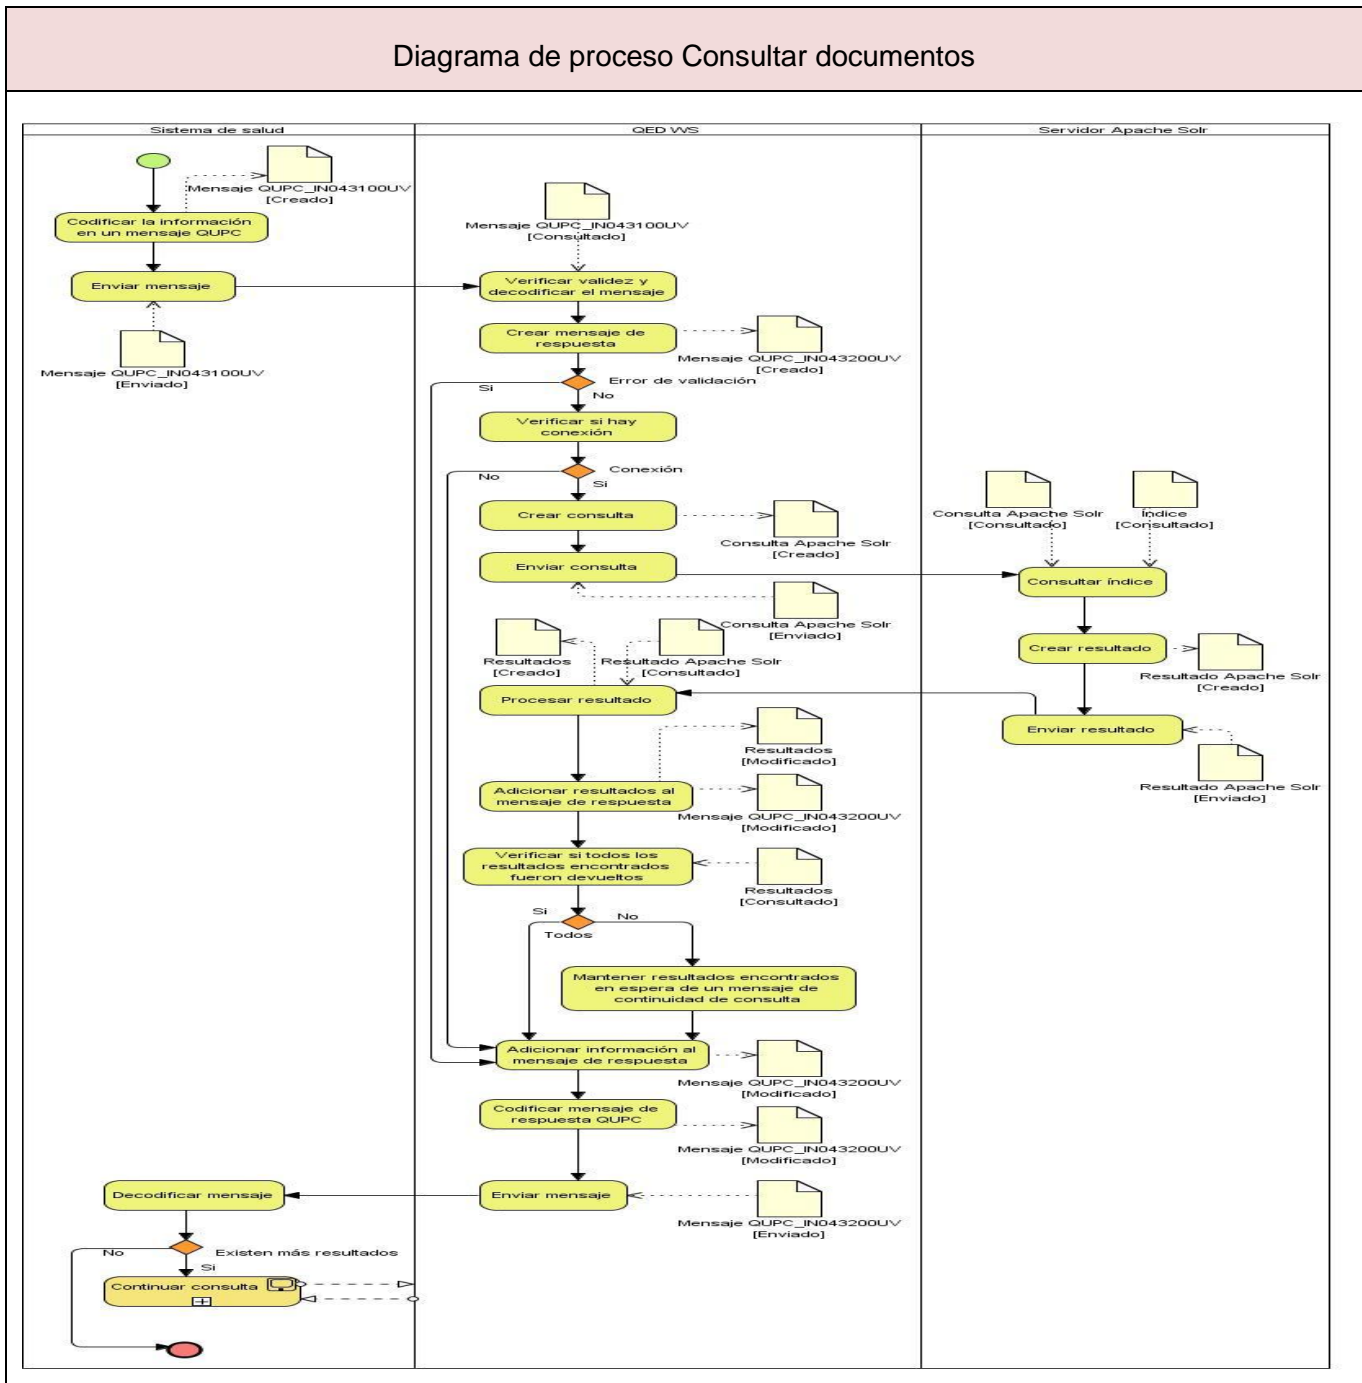 Diagrama de proceso Consultar documentos
Sistema de salud
QED WS
Servidor Apache Solr
Mensaje QUPC_IN043100UV
[Creado]
Codificar la información
en un mensaje QUPC
Mensaje QUPC_IN043100UV
[Consultado]
Enviar mensaje
Verificar validez y
decodificar el mensaje
Mensaje QUPC_IN043100UV
[Enviado]
Crear mensaje de
respuesta
Mensaje QUPC_IN043200UV
[Creado]
Error de validación
Si
No
Verificar si hay
conexión
Conexión
No
Si
Crear consulta
Consulta Apache Solr
[Creado]
Consulta Apache Solr
[Consultado]
Índice
[Consultado]
Enviar consulta
Consultar índice
Consulta Apache Solr
[Enviado]
Resultados
[Creado]
Resultado Apache Solr
[Consultado]
Crear resultado
Resultado Apache Solr
[Creado]
Procesar resultado
Enviar resultado
Resultado Apache Solr
[Enviado]
Resultados
[Modificado]
Adicionar resultados al
mensaje de respuesta
Mensaje QUPC_IN043200UV
[Modificado]
Verificar si todos los
resultados encontrados
fueron devueltos
Resultados
[Consultado]
Si
No
Todos
Mantener resultados encontrados
en espera de un mensaje de
continuidad de consulta
Adicionar información al
mensaje de respuesta
Mensaje QUPC_IN043200UV
[Modificado]
Codificar mensaje de
respuesta QUPC
Mensaje QUPC_IN043200UV
[Modificado]
Decodificar mensaje
Enviar mensaje
Mensaje QUPC_IN043200UV
[Enviado]
No
Existen más resultados
Si
Continuar consulta